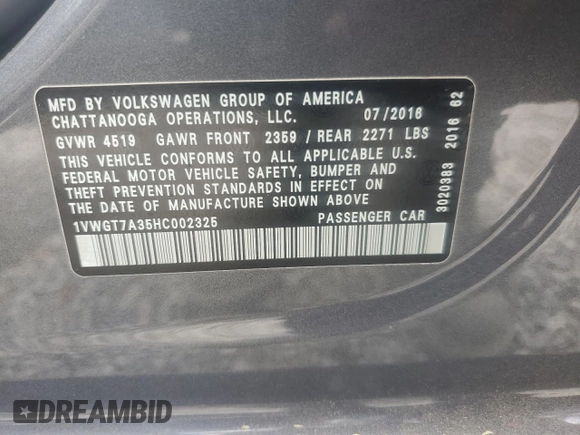 MFD BY VOLKSWAGEN GROUP OF AMERICA
CHATTANOOGA OPERATIONS, LLC. 07/2016
GVWR 4519 GAWR FRONT 2359 / REAR 2271 LBS
THIS VEHICLE CONFORMS TO ALL APPLICABLE U.S.
FEDERAL MOTOR VEHICLE SAFETY, BUMPER AND
THEFT PREVENTION STANDARDS IN EFFECT ON
THE DATE OF MANUFACTURE SHOWN ABOVE
1VWGT7A35HC002325 PASSENGER CAR
3020383 2016 62
DREAMBID